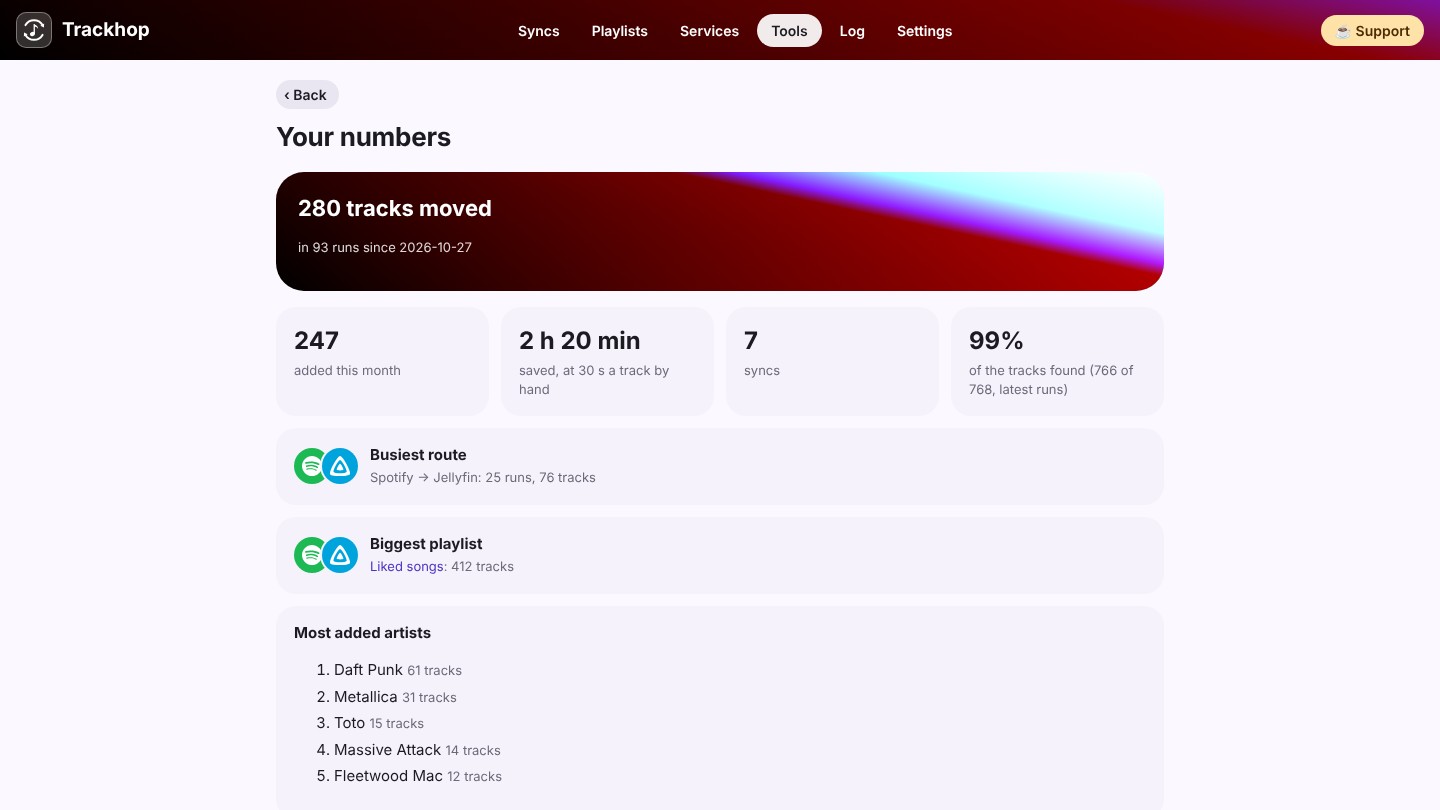 Trackhop
Syncs Playlists Services Tools Log Settings
☕ Support
‹ Back
Your numbers
280 tracks moved
in 93 runs since 2026-10-27
247
added this month
2 h 20 min
saved, at 30 s a track by
hand
7
syncs
99%
of the tracks found (766 of
768, latest runs)
Busiest route
Spotify → Jellyfin: 25 runs, 76 tracks
Biggest playlist
Liked songs: 412 tracks
Most added artists
1. Daft Punk 61 tracks
2. Metallica 31 tracks
3. Toto 15 tracks
4. Massive Attack 14 tracks
5. Fleetwood Mac 12 tracks